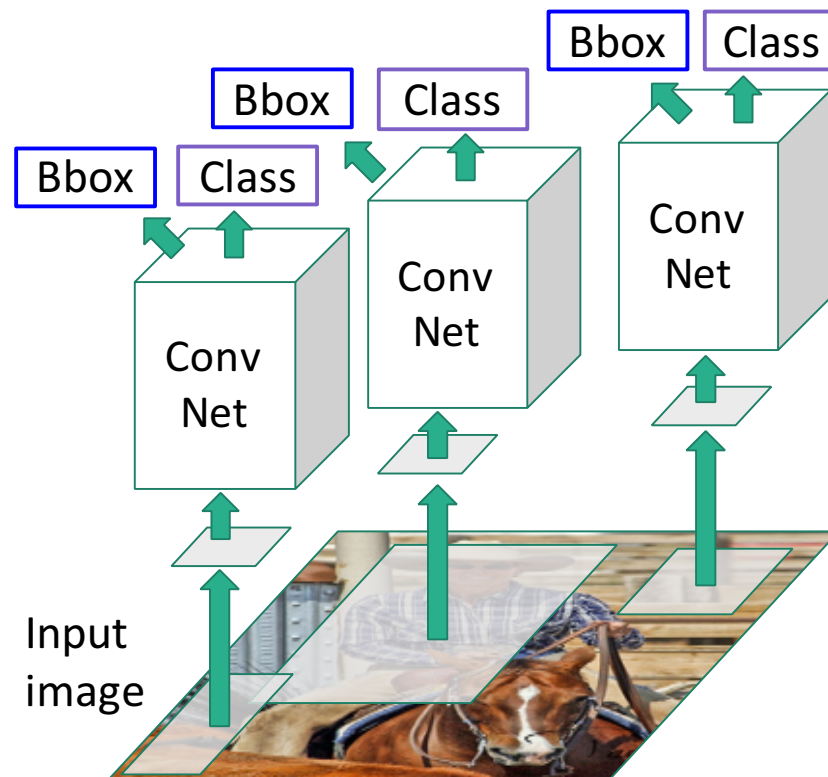 Bbox Class
Bbox Class
Bbox Class
Conv
Net
Conv
Net
Conv
Net
Input
image